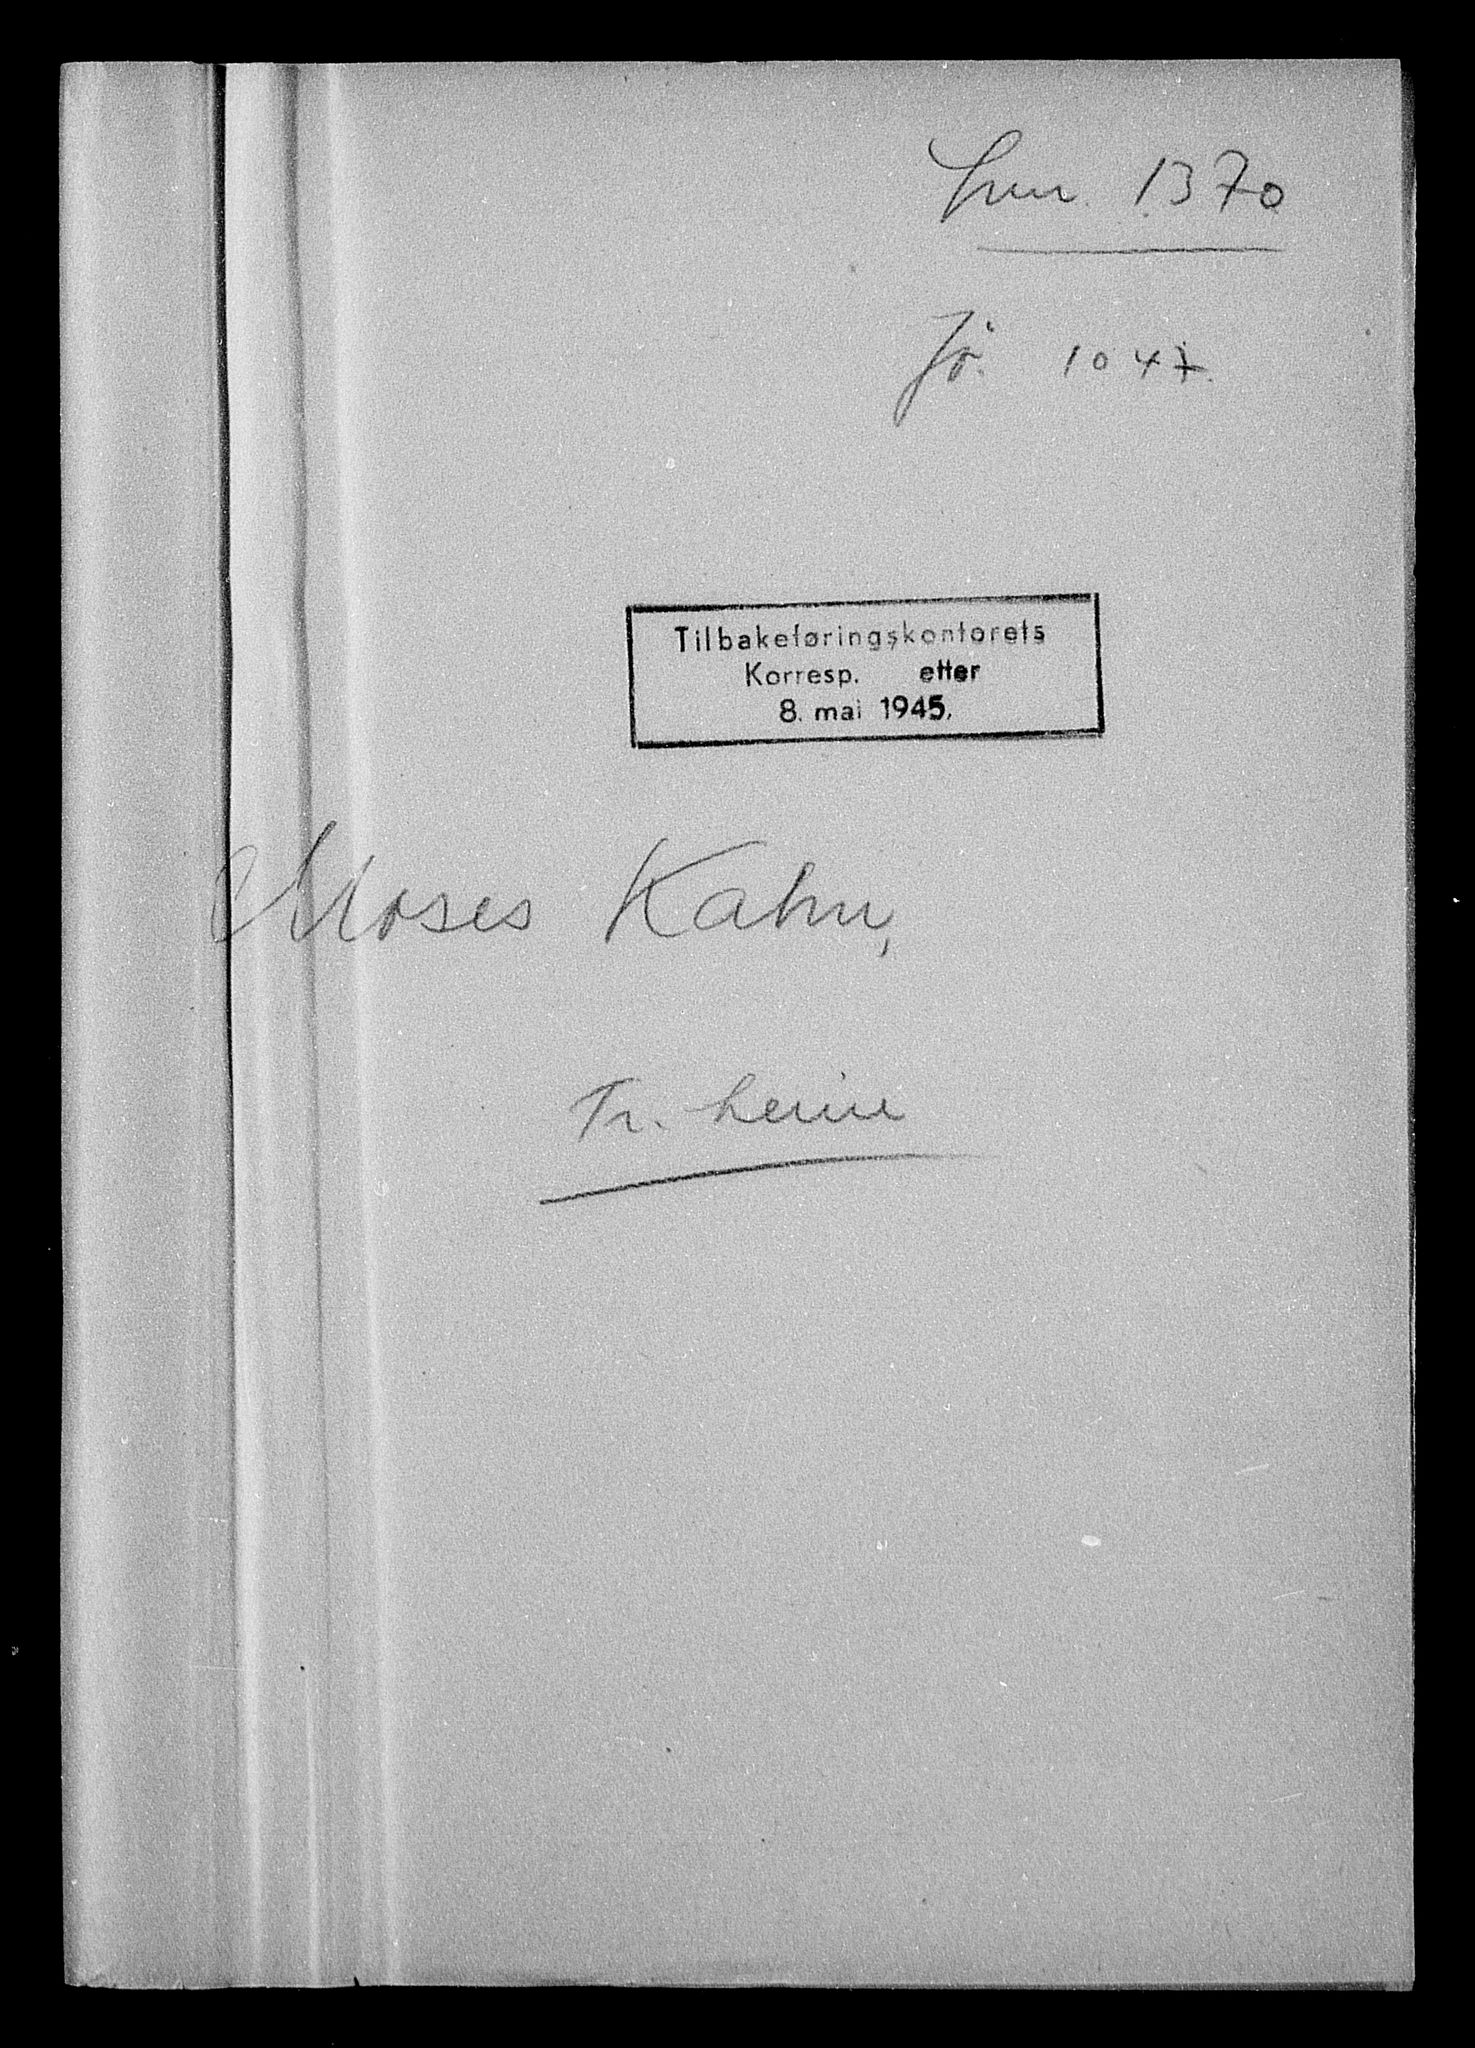 Lnr. 1370
Jö. 1047.
Tilbakeføringskontorets
Korresp. etter
8. mai 1945.
Moses Kahn,
Tr. heim